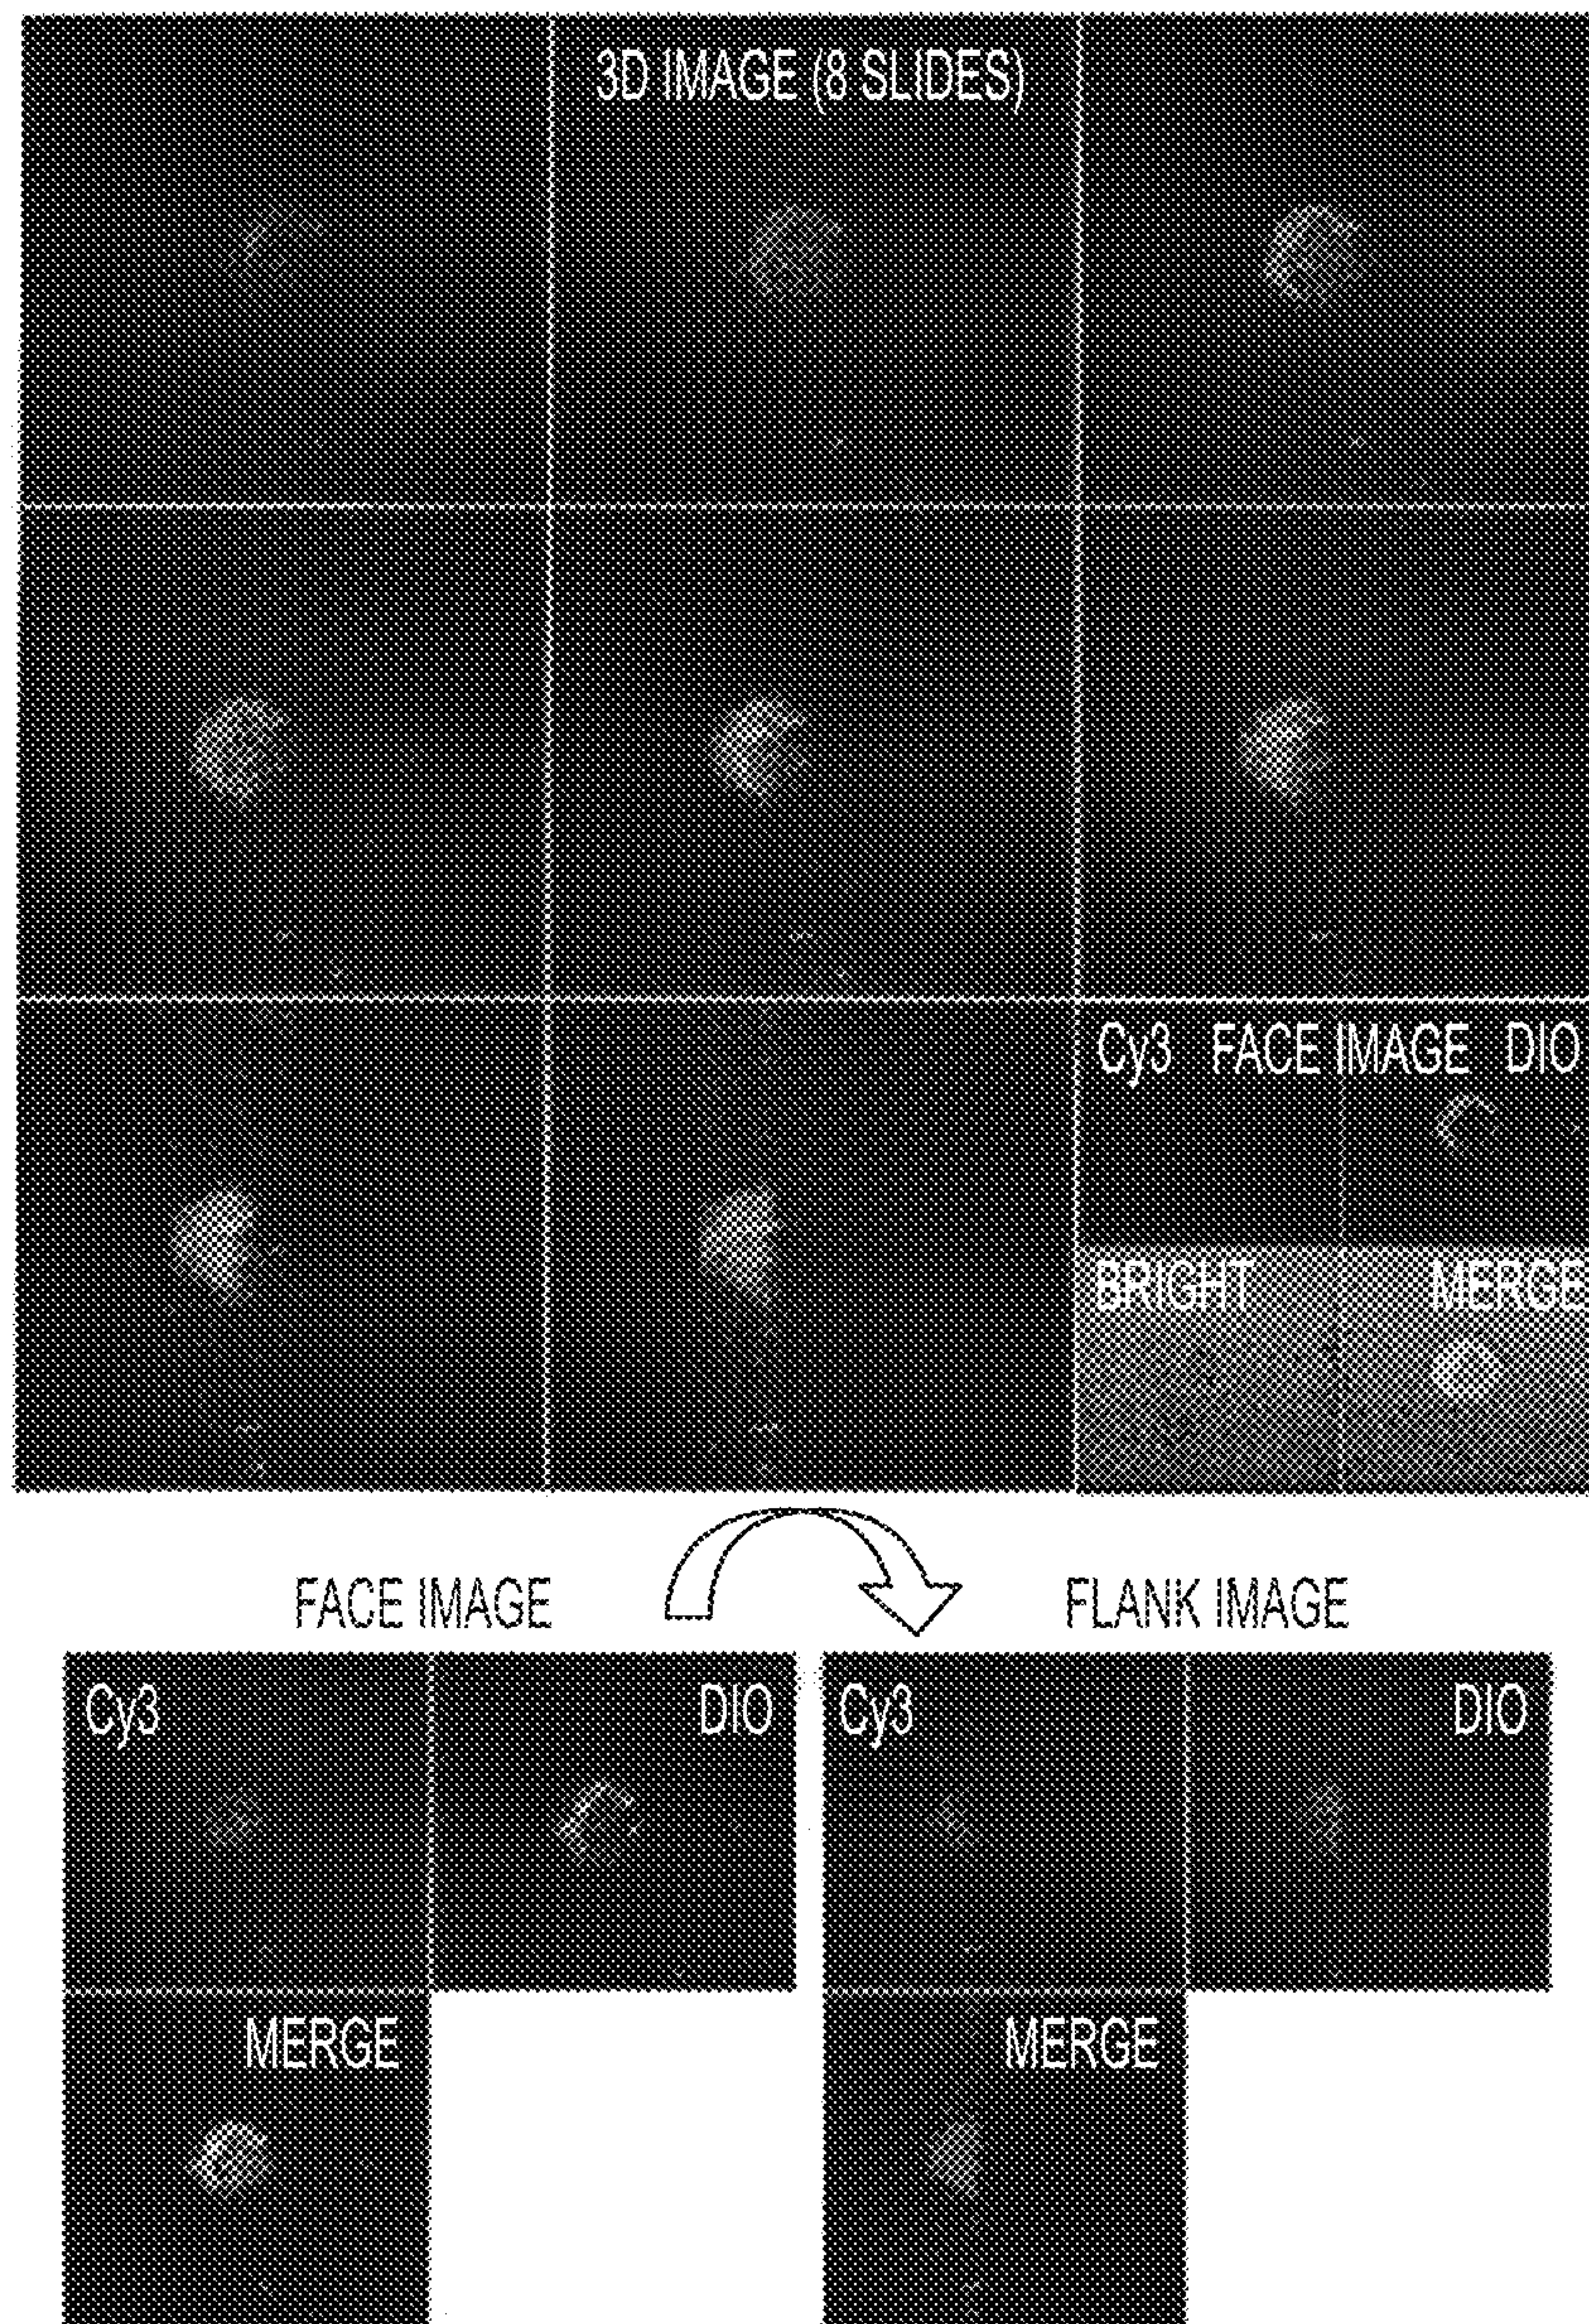 3D IMAGE (8 SLIDES)
Cy3 FACE IMAGE DIO
BRIGHT MERGE
FACE IMAGE
FLANK IMAGE
Cy3 DIO
Cy3 DIO
MERGE
MERGE